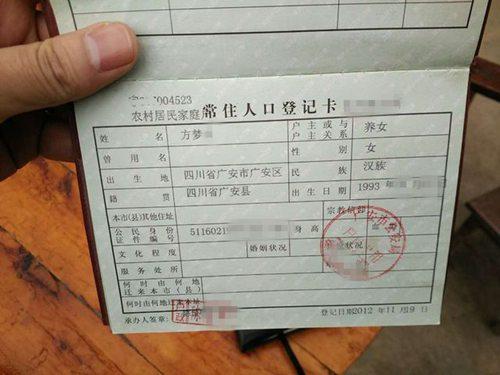 004523
农村居民家庭 常住人口登记卡
姓名 方梦 户主或与户主关系 养女
曾用名 性别 女
出生地 四川省广安市广安区 民族 汉族
籍贯 四川省广安县 出生日期 1993
本市(县)其他住址 宗教信仰
公民身份证件编号 5116021 身高
文化程度 婚姻状况
服务处所
何时由何地迁来本市(县)
何时由何地迁来本址
承办人签章: 登记日期2012年11月9日